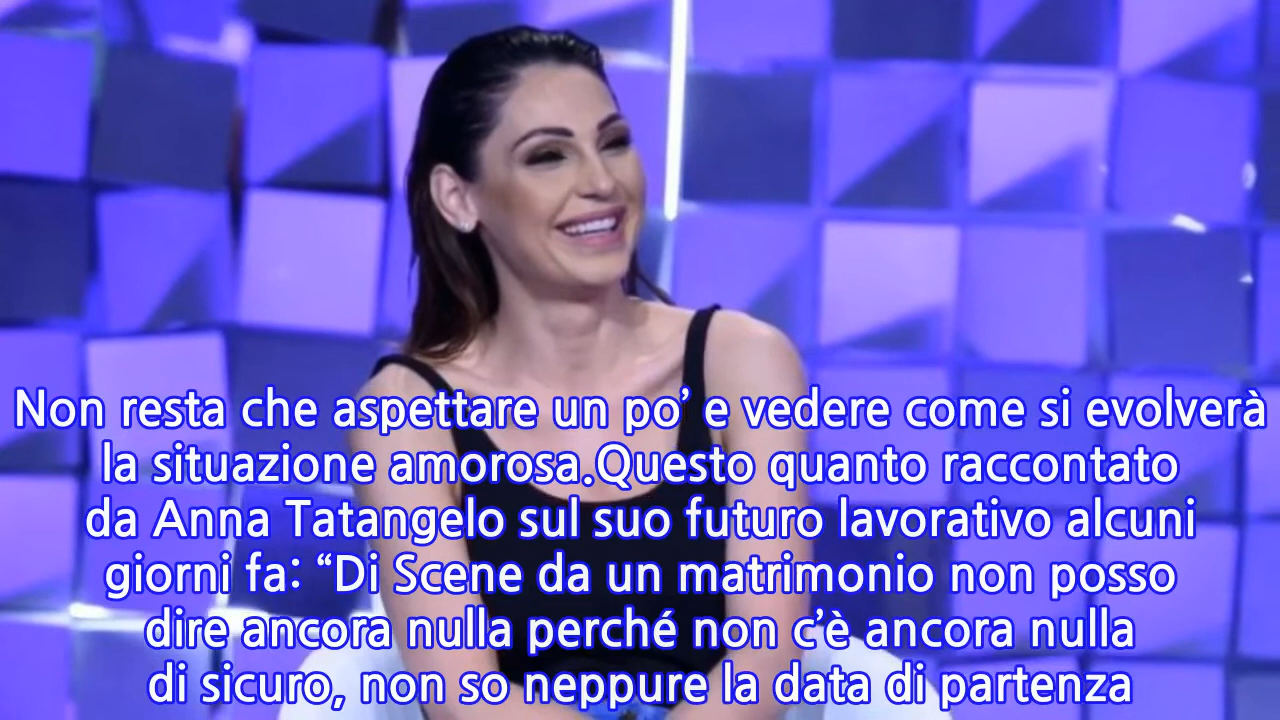 Non resta che aspettare un po’ e vedere come si evolverà
la situazione amorosa.Questo quanto raccontato
da Anna Tatangelo sul suo futuro lavorativo alcuni
giorni fa: “Di Scene da un matrimonio non posso
dire ancora nulla perché non c’è ancora nulla
di sicuro, non so neppure la data di partenza